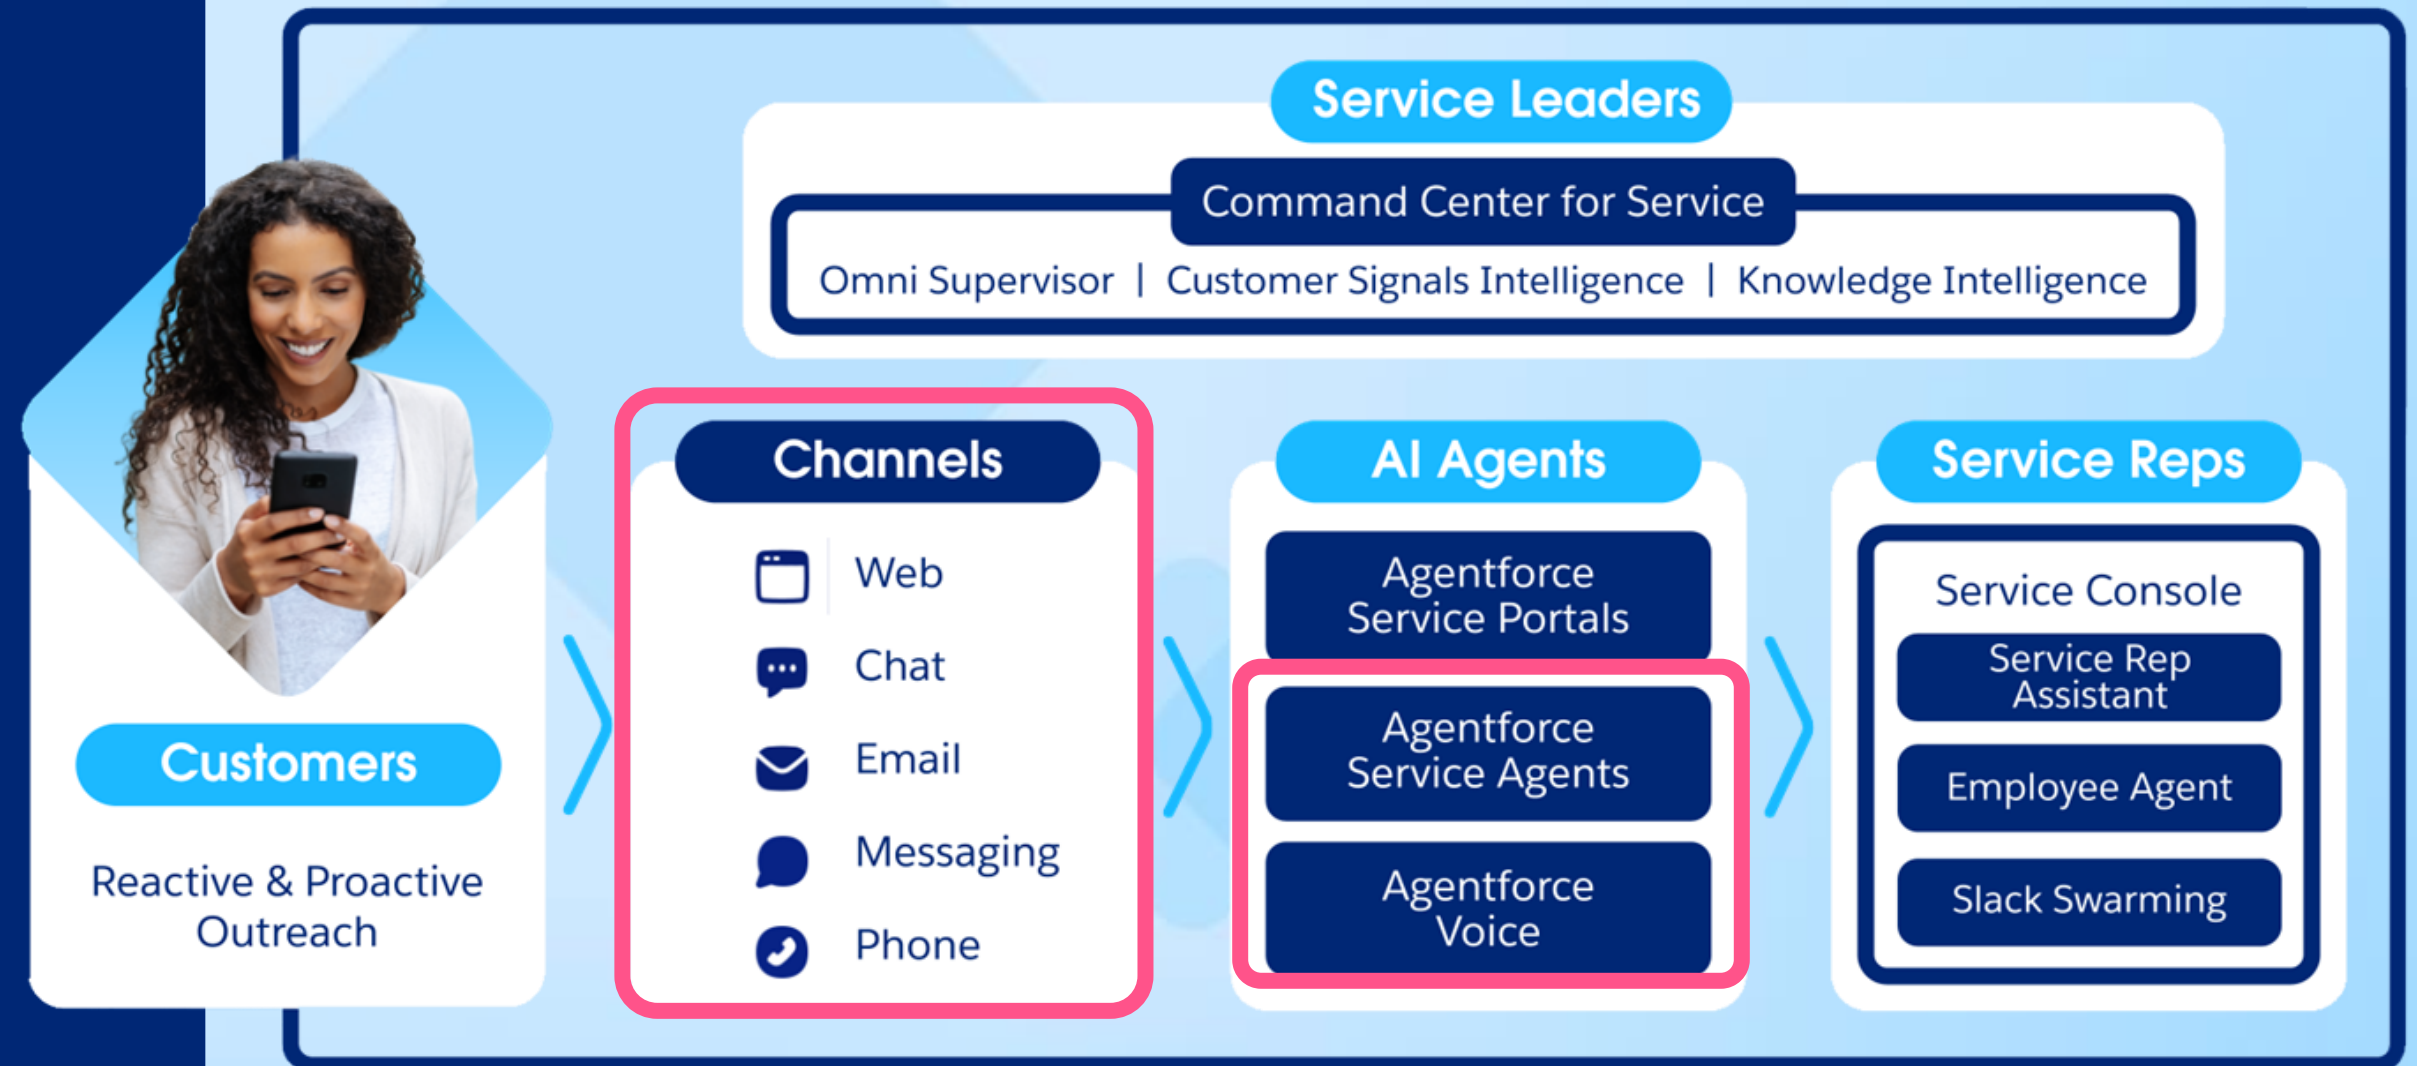 Service Leaders
Command Center for Service
Omni Supervisor | Customer Signals Intelligence | Knowledge Intelligence
Customers
Reactive & Proactive
Outreach
Channels
Web
Chat
Email
Messaging
Phone
AI Agents
Agentforce
Service Portals
Agentforce
Service Agents
Agentforce
Voice
Service Reps
Service Console
Service Rep
Assistant
Employee Agent
Slack Swarming